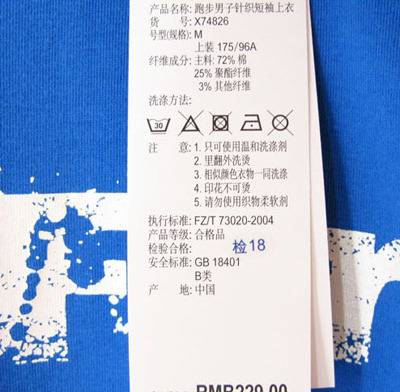 产品名称: 跑步男子针织短袖上衣
货号: X74826
号型(规格): M
上装 175/96A
纤维成分: 主料: 72% 棉
25% 聚酯纤维
3% 其他纤维
洗涤方法:
30
注 意: 1. 只可使用温和洗涤剂
2. 里翻外洗烫
3. 相似颜色衣物一同洗涤
4. 印花不可烫
5. 请勿使用织物柔软剂
执行标准: FZ/T 73020-2004
产品等级: 合格品
检验合格: 检18
安全标准: GB 18401
B类
产 地: 中国
RMB229.00